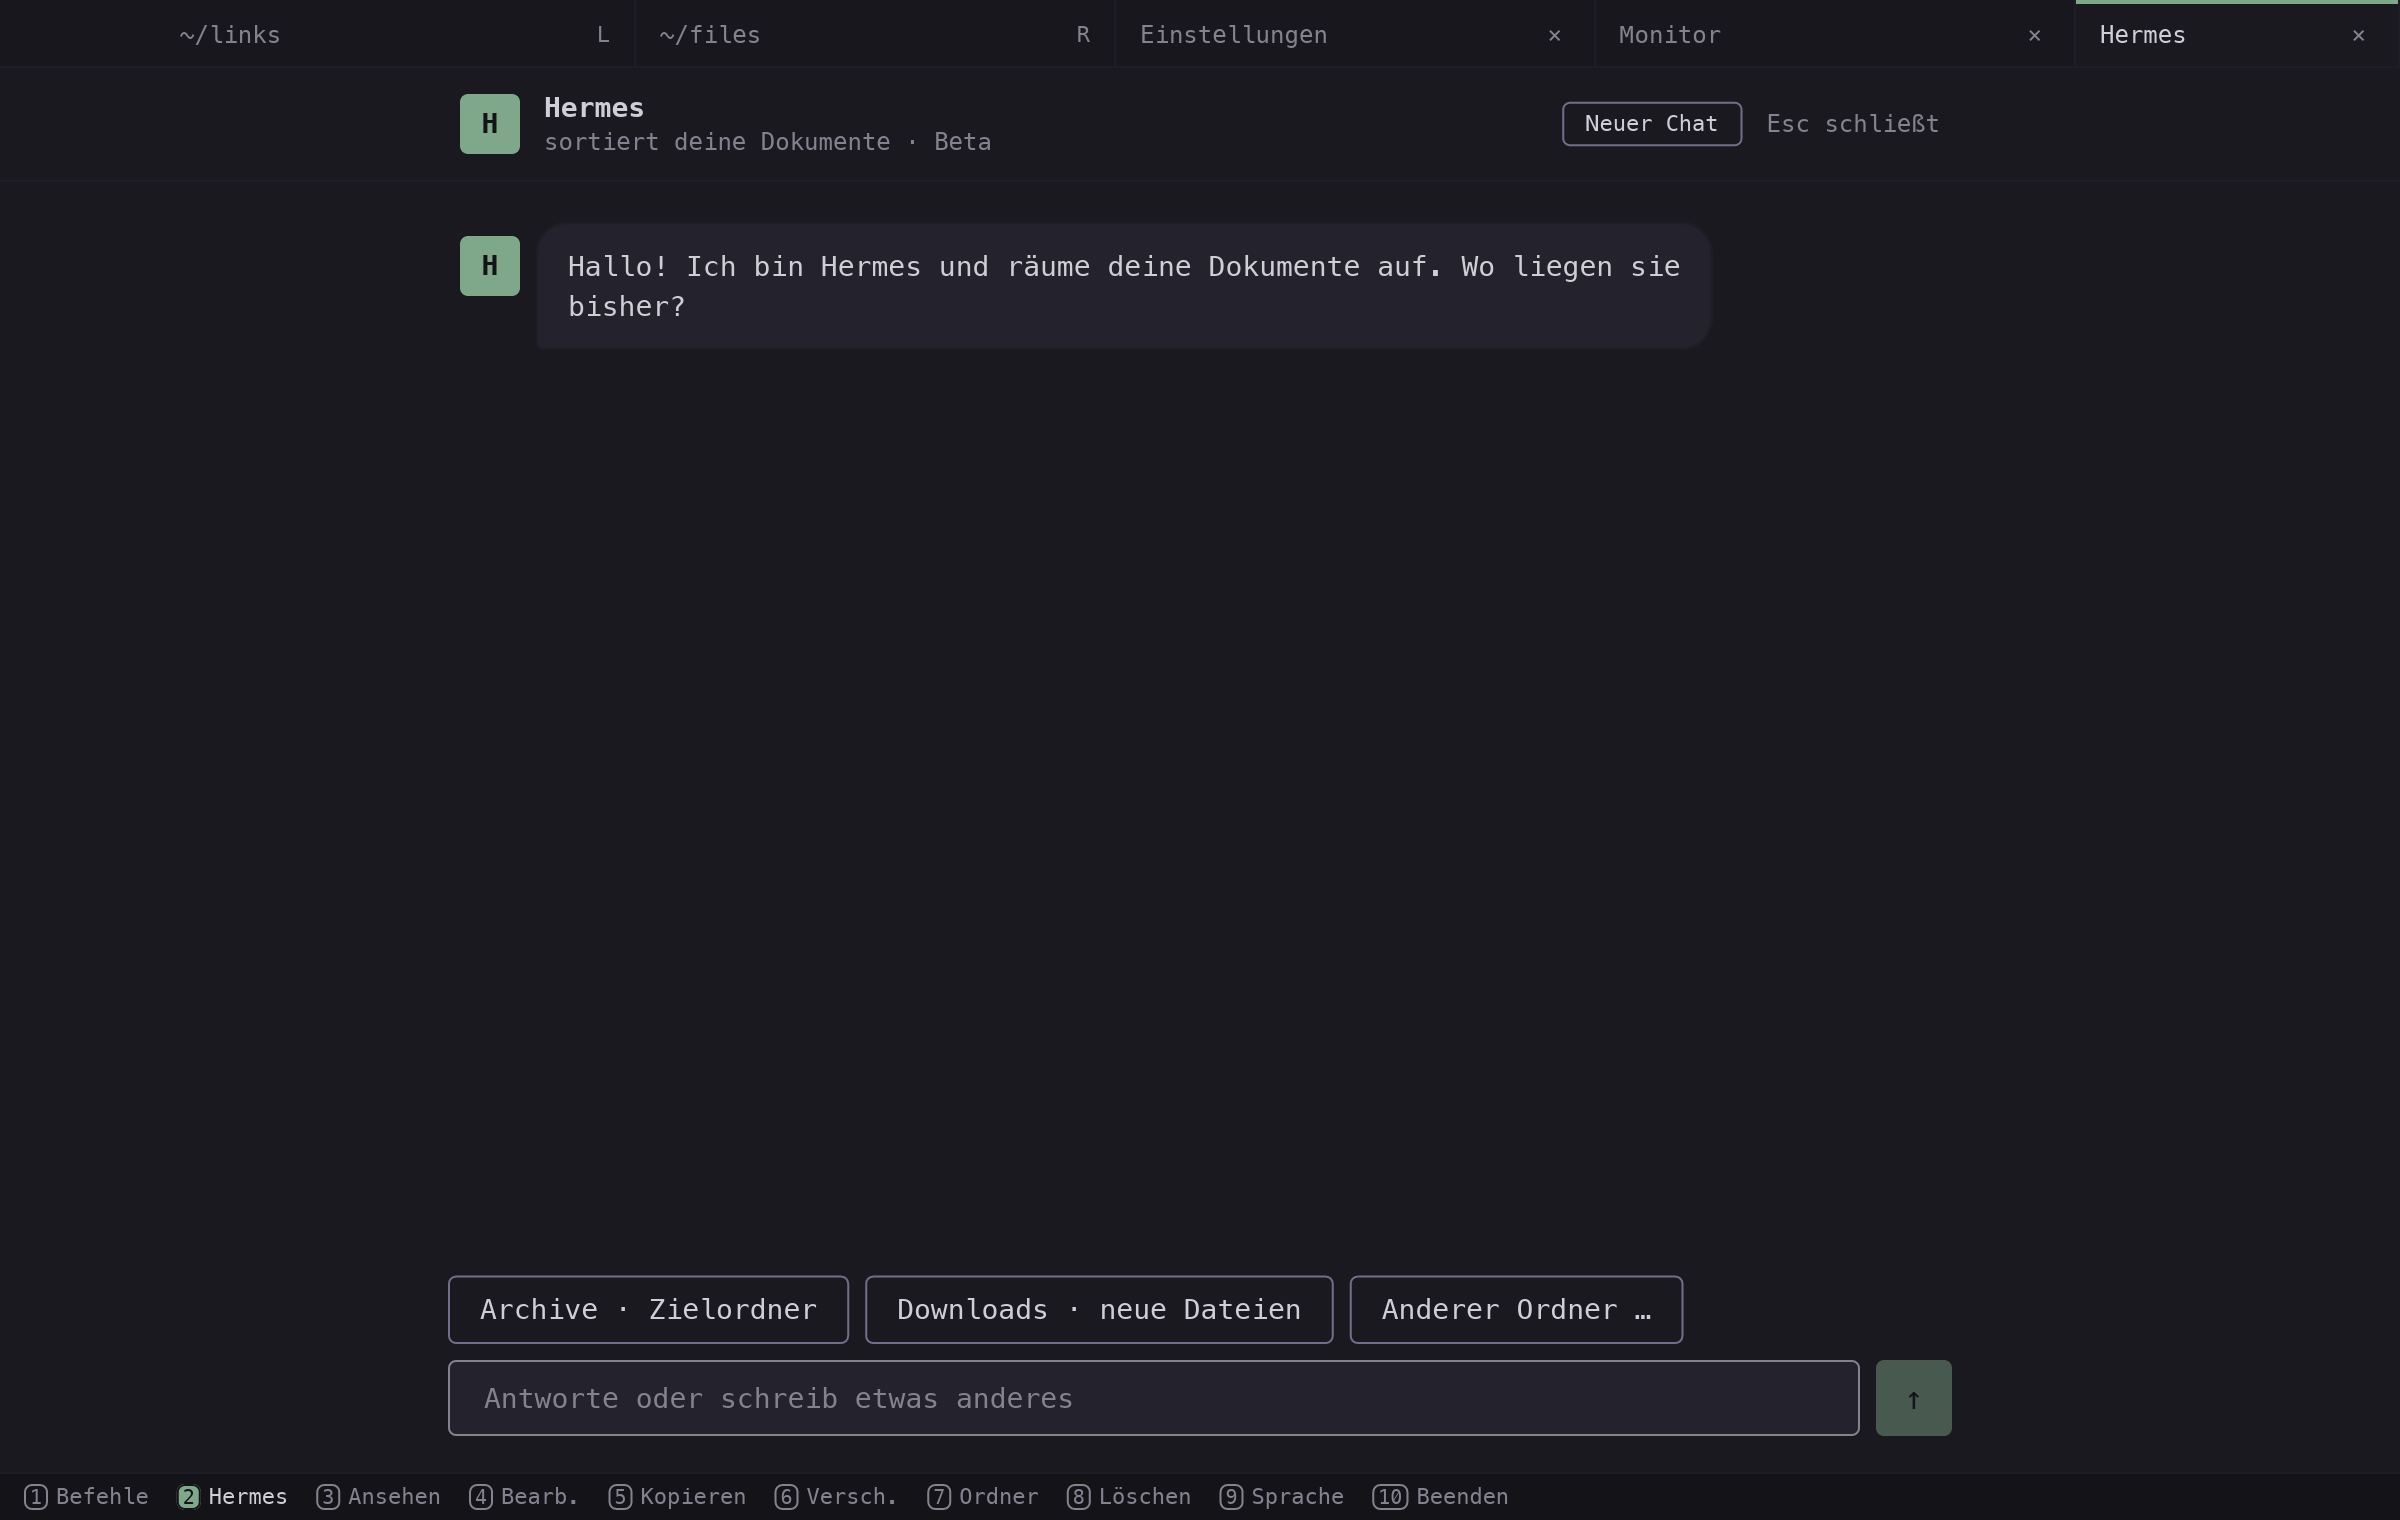 ~/links L ~/files R Einstellungen × Monitor × Hermes ×
H Hermes
sortiert deine Dokumente · Beta
Neuer Chat Esc schließt
H
Hallo! Ich bin Hermes und räume deine Dokumente auf. Wo liegen sie
bisher?
Archive · Zielordner Downloads · neue Dateien Anderer Ordner …
Antworte oder schreib etwas anderes ↑
1 Befehle 2 Hermes 3 Ansehen 4 Bearb. 5 Kopieren 6 Versch. 7 Ordner 8 Löschen 9 Sprache 10 Beenden